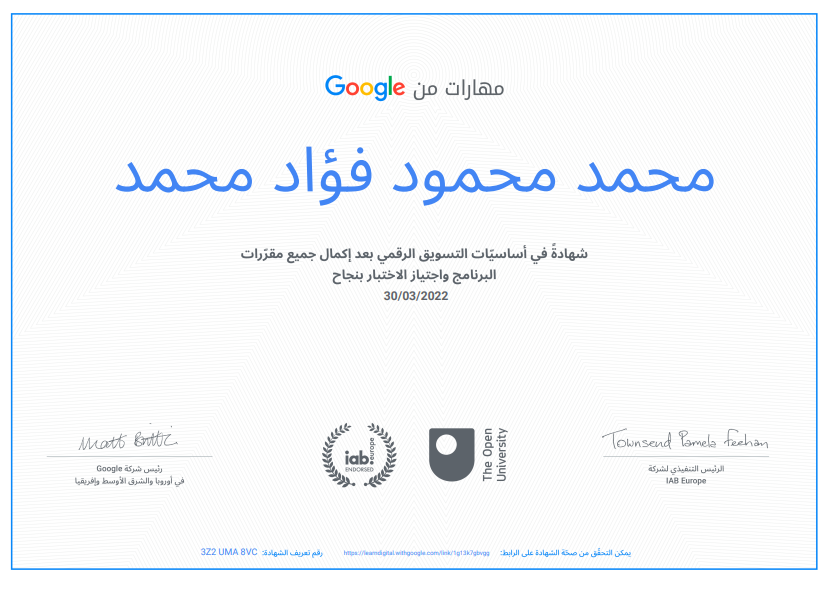 مهارات من Google
محمد محمود فؤاد محمد
شهادةً في أساسيّات التسويق الرقمي بعد إكمال جميع مقرّرات
البرنامج واجتياز الاختبار بنجاح
30/03/2022
Townsend Pamela Feehan
الرئيس التنفيذي لشركة
IAB Europe
The Open
University
iab.
europe
ENDORSED
Matt Brittin
رئيس شركة Google
في أوروبا والشرق الأوسط وإفريقيا
يمكن التحقّق من صحّة الشهادة على الرابط: https://learndigital.withgoogle.com/link/1g13k7gbvgg رقم تعريف الشهادة: 3Z2 UMA 8VC